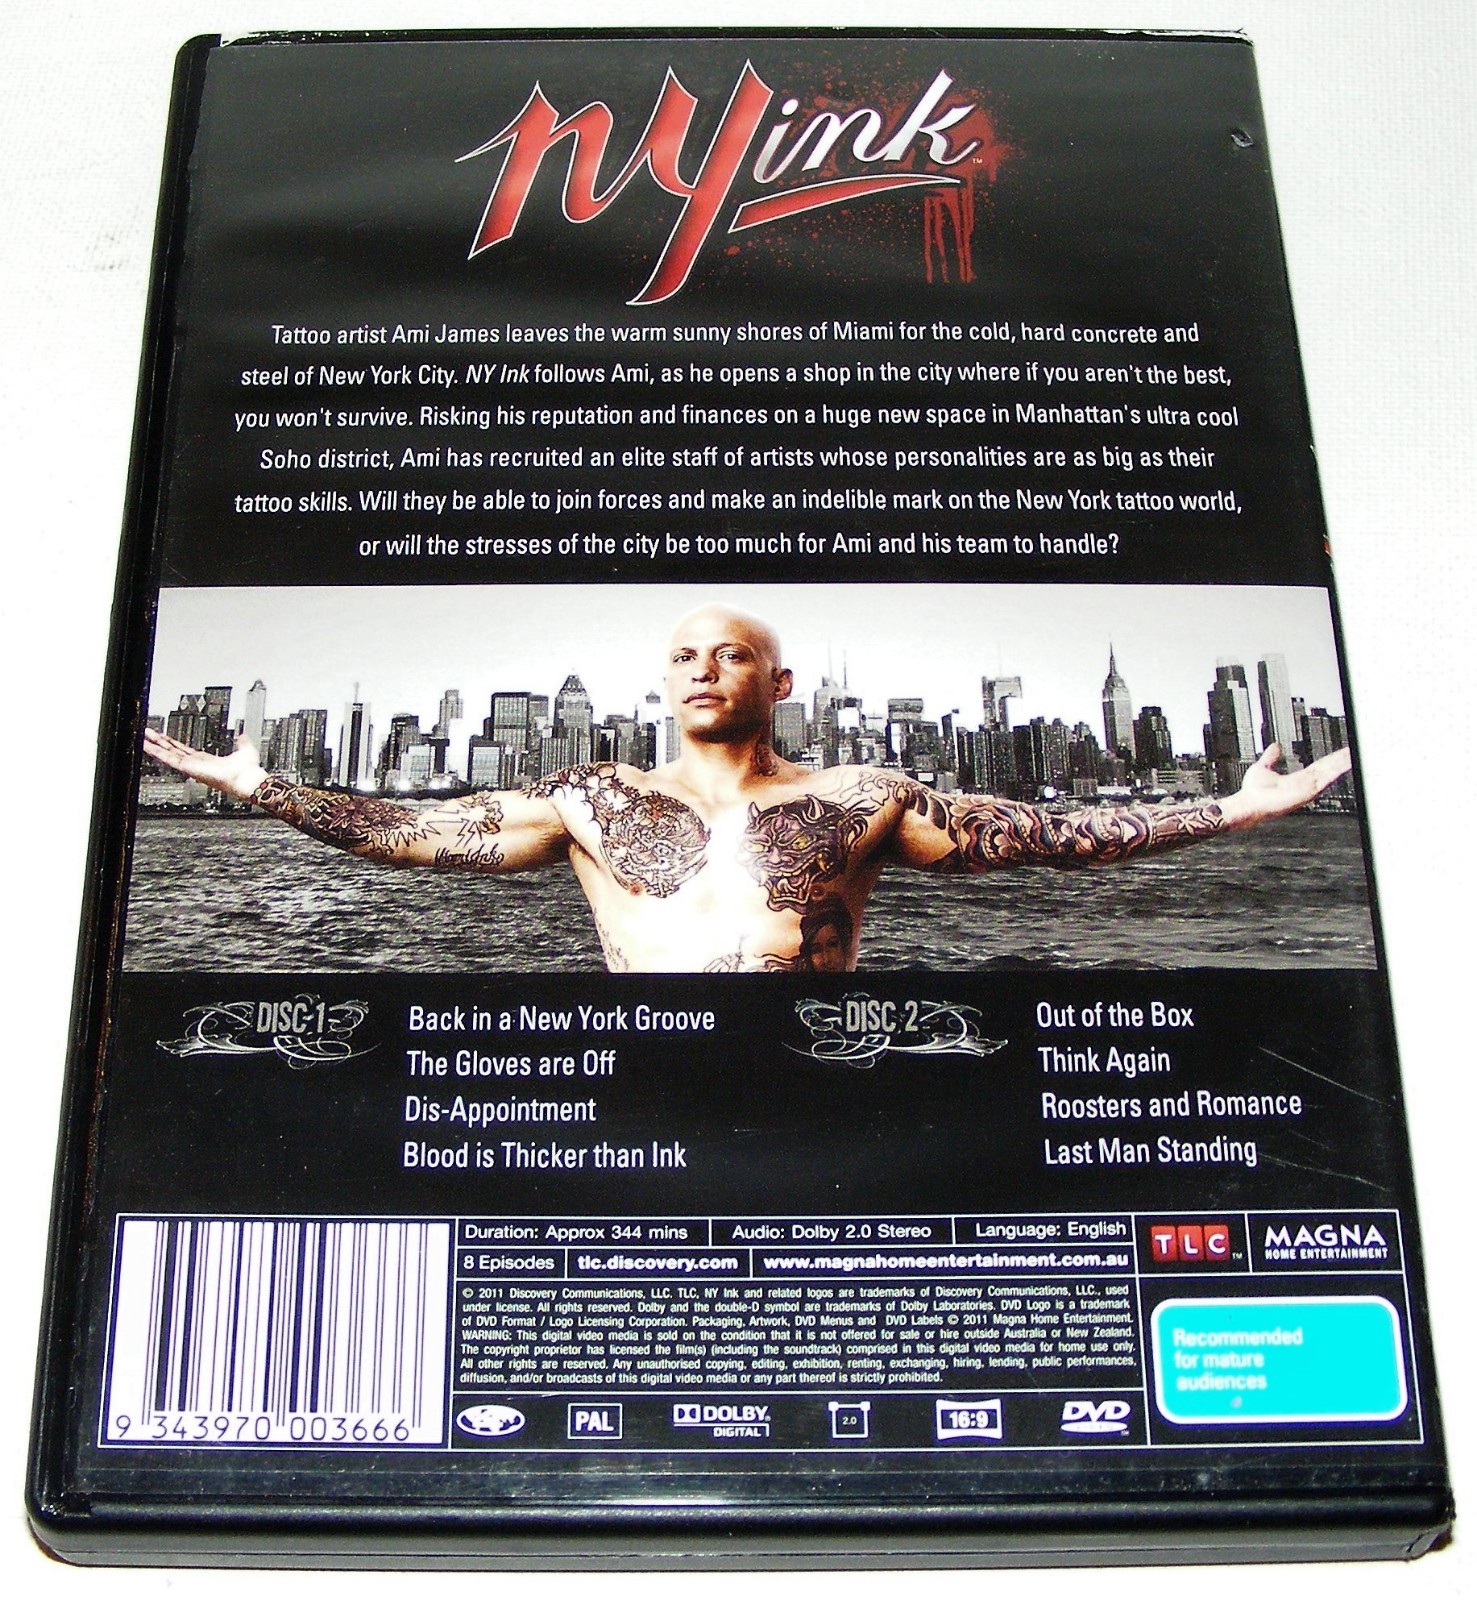 NY ink™
Tattoo artist Ami James leaves the warm sunny shores of Miami for the cold, hard concrete and
steel of New York City. NY Ink follows Ami, as he opens a shop in the city where if you aren't the best,
you won't survive. Risking his reputation and finances on a huge new space in Manhattan's ultra cool
Soho district, Ami has recruited an elite staff of artists whose personalities are as big as their
tattoo skills. Will they be able to join forces and make an indelible mark on the New York tattoo world,
or will the stresses of the city be too much for Ami and his team to handle?
DISC 1
Back in a New York Groove
The Gloves are Off
Dis-Appointment
Blood is Thicker than Ink
DISC 2
Out of the Box
Think Again
Roosters and Romance
Last Man Standing
9 343970 003666
Duration: Approx 344 mins
Audio: Dolby 2.0 Stereo
Language: English
8 Episodes
tlc.discovery.com
www.magnahomeentertainment.com.au
© 2011 Discovery Communications, LLC. TLC, NY Ink and related logos are trademarks of Discovery Communications, LLC., used
under license. All rights reserved. Dolby and the double-D symbol are trademarks of Dolby Laboratories. DVD Logo is a trademark
of DVD Format / Logo Licensing Corporation. Packaging, Artwork, DVD Menus and DVD Labels © 2011 Magna Home Entertainment.
WARNING: This digital video media is sold on the condition that it is not offered for sale or hire outside Australia or New Zealand.
The copyright proprietor has licensed the film(s) (including the soundtrack) comprised in this digital video media for home use only.
All other rights are reserved. Any unauthorised copying, editing, exhibition, renting, exchanging, hiring, lending, public performances,
diffusion, and/or broadcasts of this digital video media or any part thereof is strictly prohibited.
PAL
DOLBY
DIGITAL
2.0
16:9
DVD
TLC™
MAGNA
HOME ENTERTAINMENT
Recommended
for mature
audiences